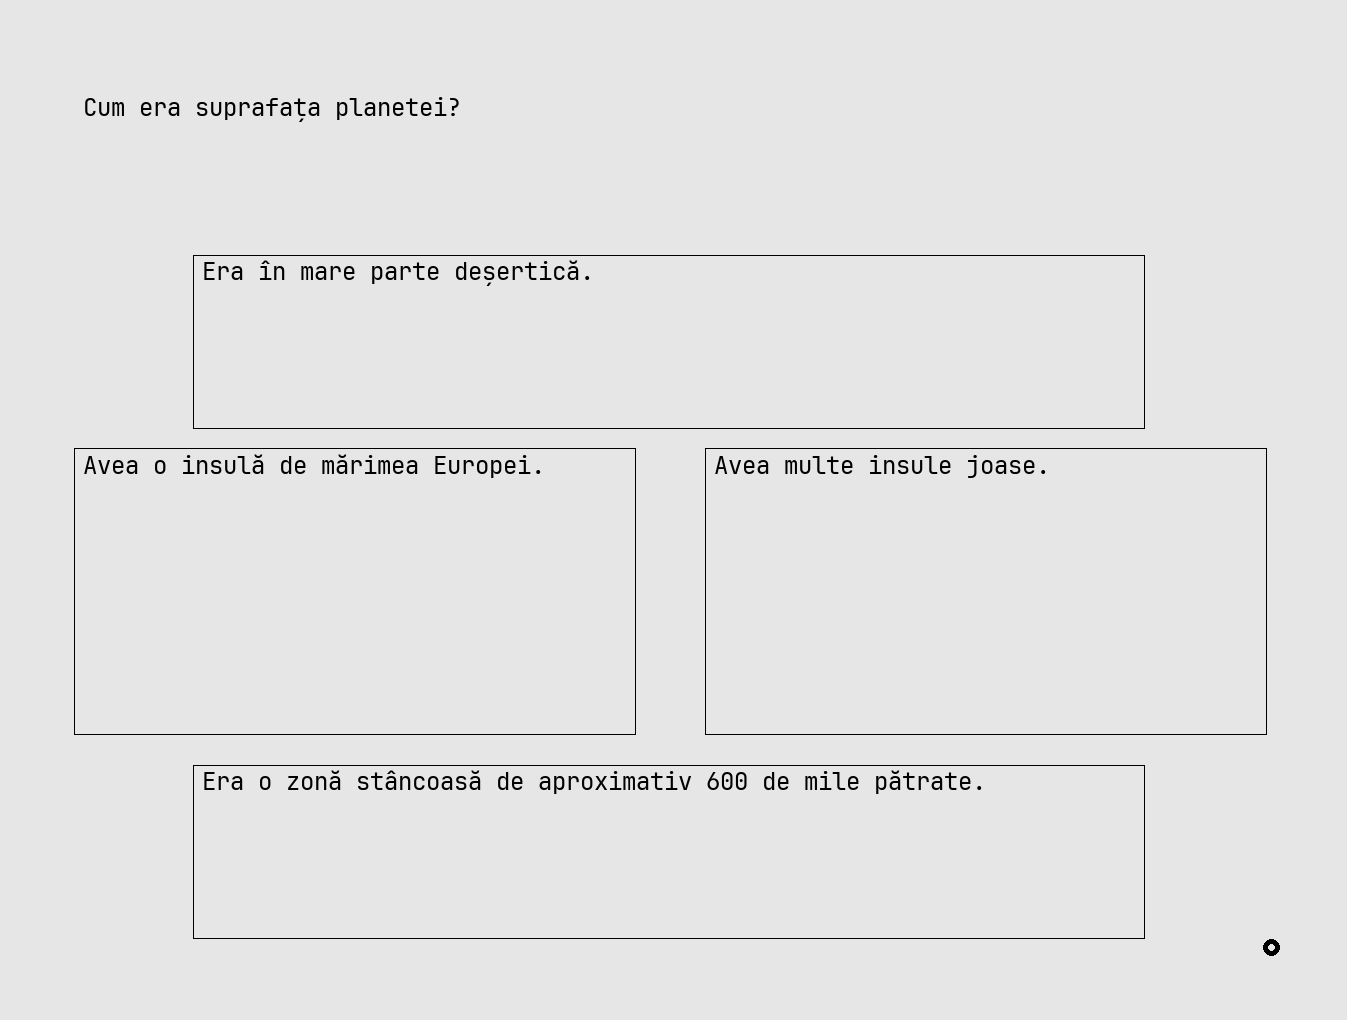 Cum era suprafața planetei?
Era în mare parte deșertică.
Avea o insulă de mărimea Europei.
Avea multe insule joase.
Era o zonă stâncoasă de aproximativ 600 de mile pătrate.